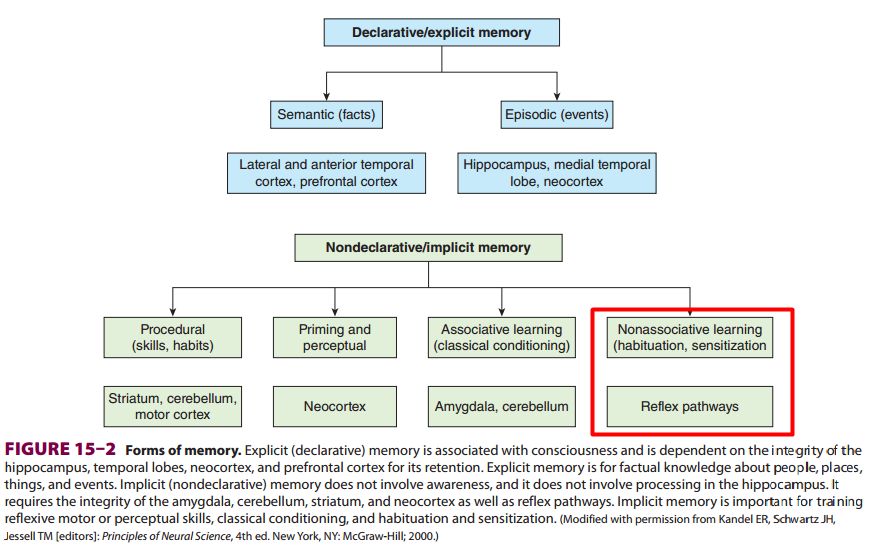 Declarative/explicit memory
Semantic (facts)
Episodic (events)
Lateral and anterior temporal
cortex, prefrontal cortex
Hippocampus, medial temporal
lobe, neocortex
Nondeclarative/implicit memory
Procedural
(skills, habits)
Priming and
perceptual
Associative learning
(classical conditioning)
Nonassociative learning
(habituation, sensitization
Striatum, cerebellum,
motor cortex
Neocortex
Amygdala, cerebellum
Reflex pathways
FIGURE 15–2 Forms of memory. Explicit (declarative) memory is associated with consciousness and is dependent on the integrity of the
hippocampus, temporal lobes, neocortex, and prefrontal cortex for its retention. Explicit memory is for factual knowledge about people, places,
things, and events. Implicit (nondeclarative) memory does not involve awareness, and it does not involve processing in the hippocampus. It
requires the integrity of the amygdala, cerebellum, striatum, and neocortex as well as reflex pathways. Implicit memory is important for training
reflexive motor or perceptual skills, classical conditioning, and habituation and sensitization. (Modified with permission from Kandel ER, Schwartz JH,
Jessell TM [editors]: Principles of Neural Science, 4th ed. New York, NY: McGraw-Hill; 2000.)